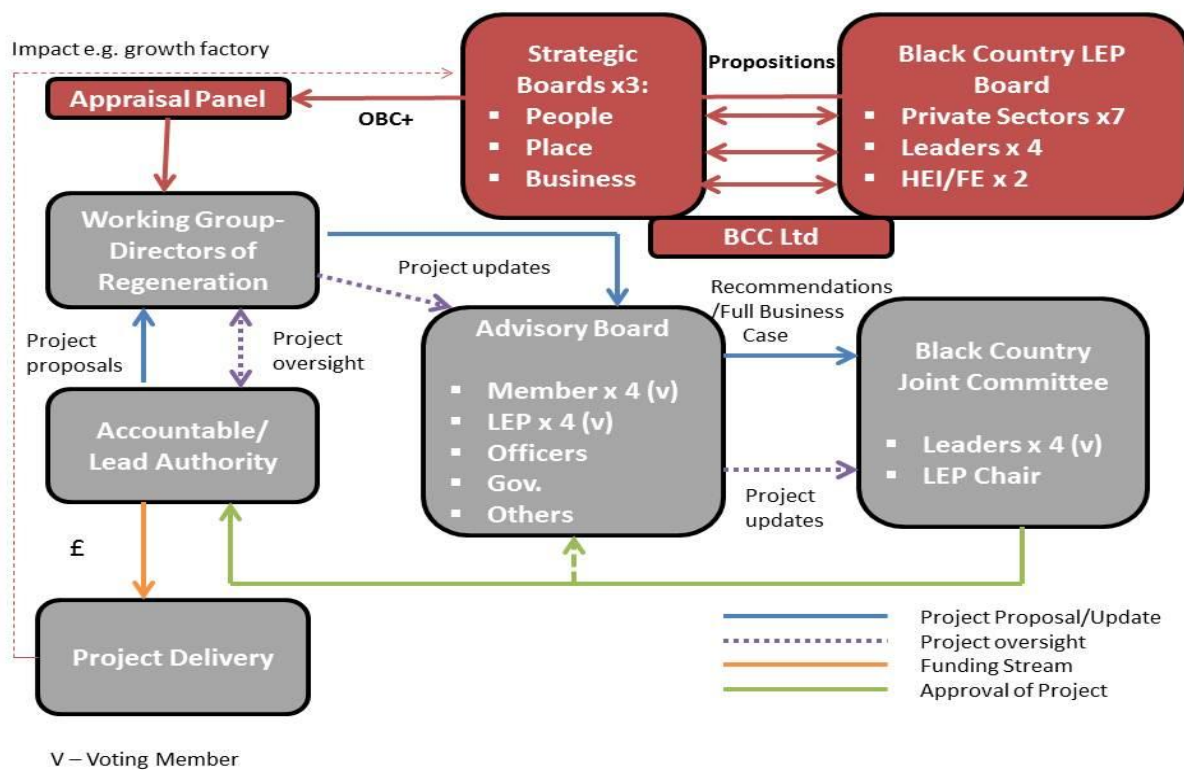 Impact e.g. growth factory
Appraisal Panel
OBC+
Strategic
Boards x3:
▪ People
▪ Place
▪ Business
Propositions
Black Country LEP
Board
▪ Private Sectors x7
▪ Leaders x 4
▪ HEI/FE x 2
BCC Ltd
Working Group-
Directors of
Regeneration
Project updates
Project
proposals
Project
oversight
Advisory Board
▪ Member x 4 (v)
▪ LEP x 4 (v)
▪ Officers
▪ Gov.
▪ Others
Recommendations
/Full Business
Case
Project
updates
Black Country
Joint Committee
▪ Leaders x 4 (v)
▪ LEP Chair
Accountable/
Lead Authority
£
Project Delivery
Project Proposal/Update
Project oversight
Funding Stream
Approval of Project
V – Voting Member